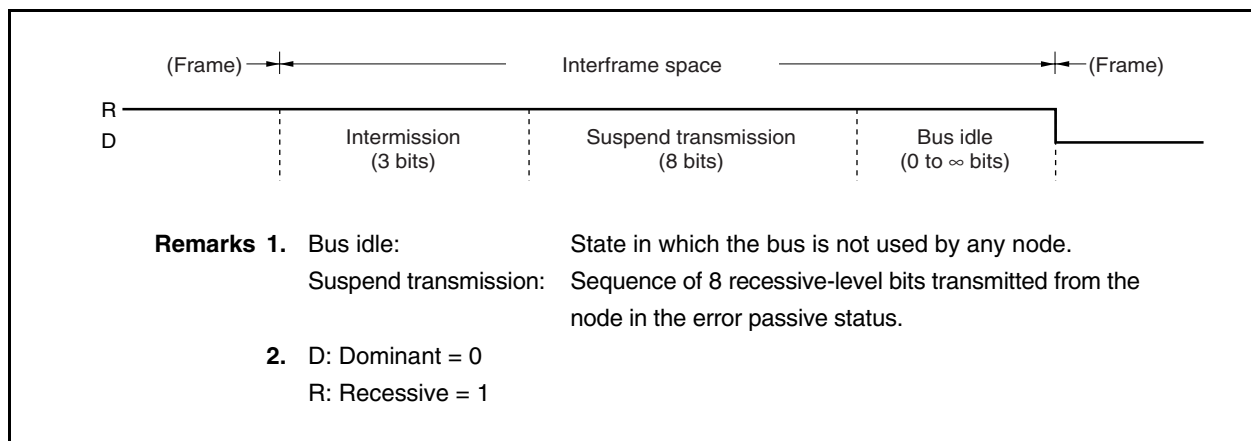 (Frame) Interframe space (Frame)
R
D
Intermission Suspend transmission Bus idle
(3 bits) (8 bits) (0 to ∞ bits)
Remarks 1. Bus idle: State in which the bus is not used by any node.
Suspend transmission: Sequence of 8 recessive-level bits transmitted from the
node in the error passive status.
2. D: Dominant = 0
R: Recessive = 1